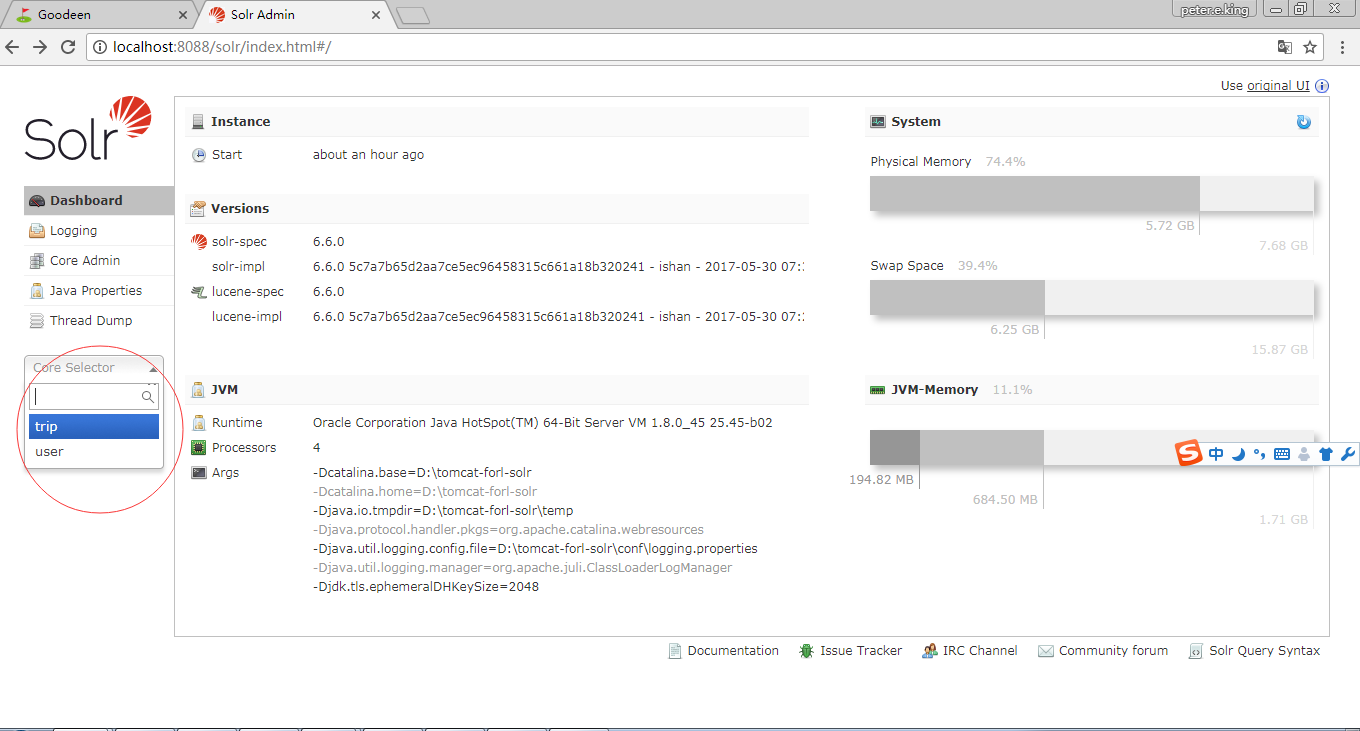 Goodeen
Solr Admin
peter.e.king
localhost:8088/solr/index.html#/
Use original UI
Solr
Dashboard
Logging
Core Admin
Java Properties
Thread Dump
Core Selector
trip
user
Instance
Start about an hour ago
Versions
solr-spec 6.6.0
solr-impl 6.6.0 5c7a7b65d2aa7ce5ec96458315c661a18b320241 - ishan - 2017-05-30 07:
lucene-spec 6.6.0
lucene-impl 6.6.0 5c7a7b65d2aa7ce5ec96458315c661a18b320241 - ishan - 2017-05-30 07:
JVM
Runtime Oracle Corporation Java HotSpot(TM) 64-Bit Server VM 1.8.0_45 25.45-b02
Processors 4
Args -Dcatalina.base=D:\tomcat-forl-solr
-Dcatalina.home=D:\tomcat-forl-solr
-Djava.io.tmpdir=D:\tomcat-forl-solr\temp
-Djava.protocol.handler.pkgs=org.apache.catalina.webresources
-Djava.util.logging.config.file=D:\tomcat-forl-solr\conf\logging.properties
-Djava.util.logging.manager=org.apache.juli.ClassLoaderLogManager
-Djdk.tls.ephemeralDHKeySize=2048
System
Physical Memory 74.4%
5.72 GB
7.68 GB
Swap Space 39.4%
6.25 GB
15.87 GB
JVM-Memory 11.1%
194.82 MB
684.50 MB
1.71 GB
S 中
Documentation Issue Tracker IRC Channel Community forum Solr Query Syntax